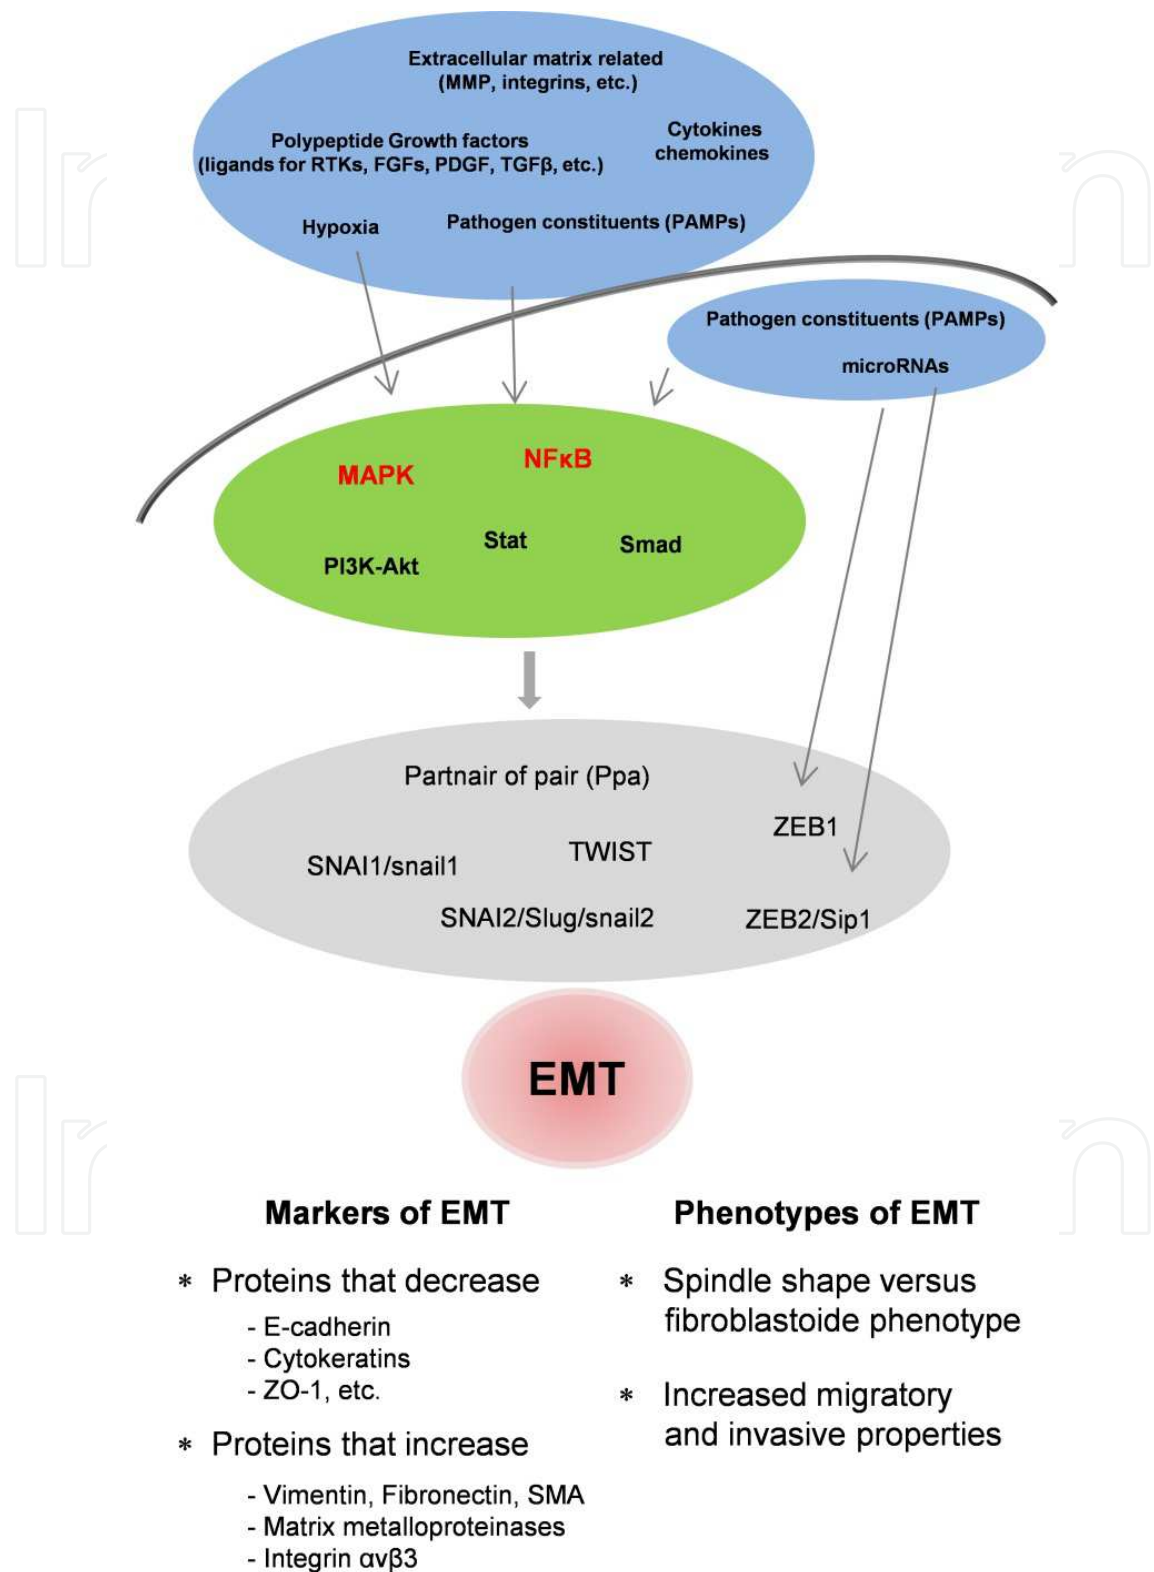 Extracellular matrix related
(MMP, integrins, etc.)
Polypeptide Growth factors
(ligands for RTKs, FGFs, PDGF, TGFβ, etc.)
Cytokines
chemokines
Hypoxia
Pathogen constituents (PAMPs)
Pathogen constituents (PAMPs)
microRNAs
MAPK
NFκB
Stat
Smad
PI3K-Akt
Partnair of pair (Ppa)
ZEB1
TWIST
SNAI1/snail1
SNAI2/Slug/snail2
ZEB2/Sip1
EMT
Markers of EMT
* Proteins that decrease
- E-cadherin
- Cytokeratins
- ZO-1, etc.
* Proteins that increase
- Vimentin, Fibronectin, SMA
- Matrix metalloproteinases
- Integrin αvβ3
Phenotypes of EMT
* Spindle shape versus
fibroblastoide phenotype
* Increased migratory
and invasive properties